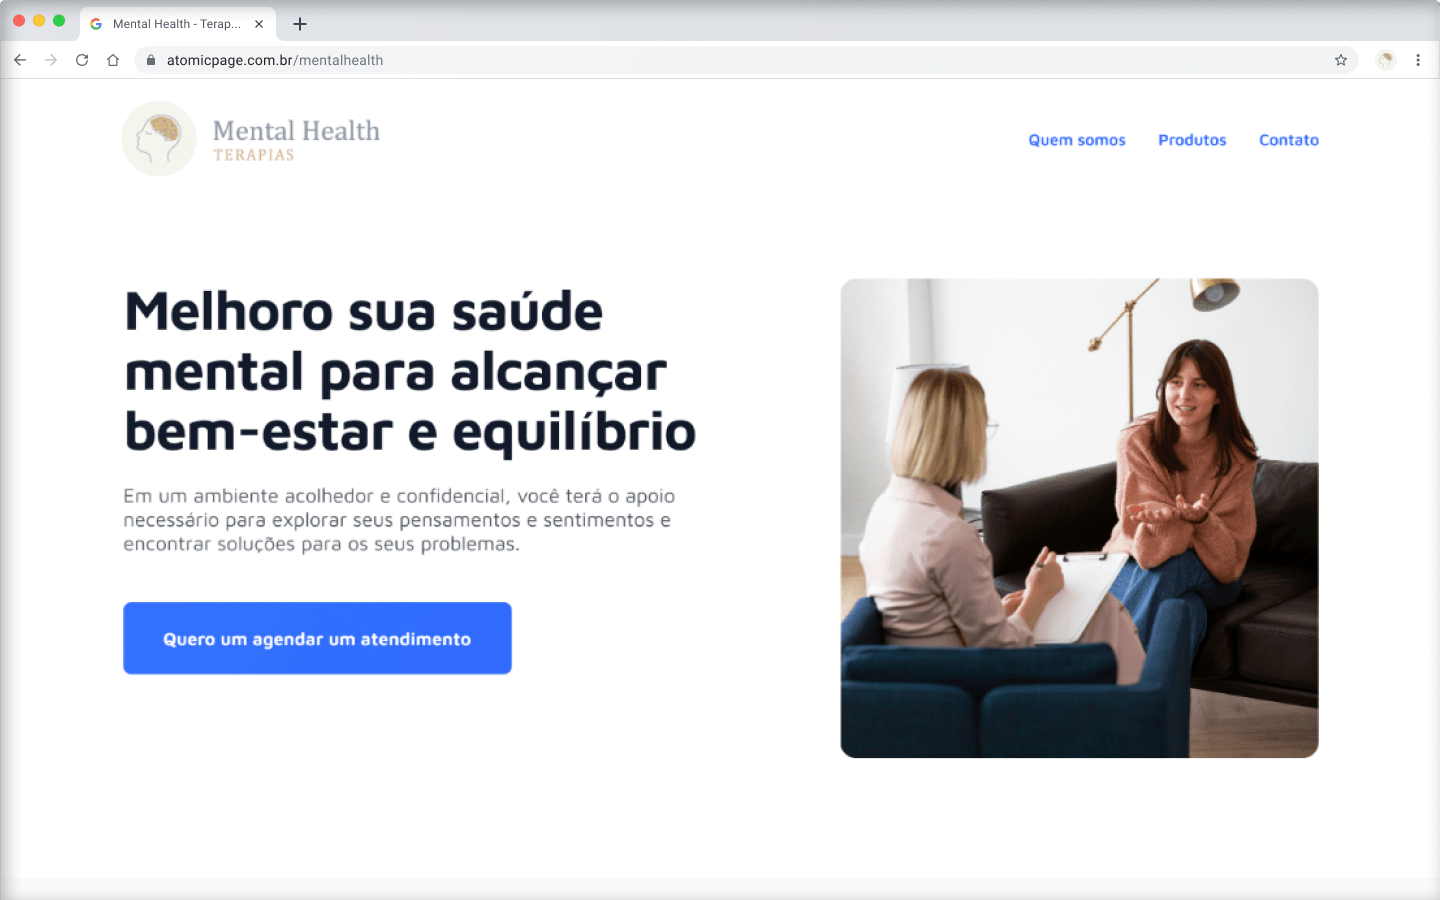 Mental Health - Terap...
atomicpage.com.br/mentalhealth
Mental Health
TERAPIAS
Quem somos
Produtos
Contato
Melhoro sua saúde
mental para alcançar
bem-estar e equilíbrio
Em um ambiente acolhedor e confidencial, você terá o apoio
necessário para explorar seus pensamentos e sentimentos e
encontrar soluções para os seus problemas.
Quero um agendar um atendimento